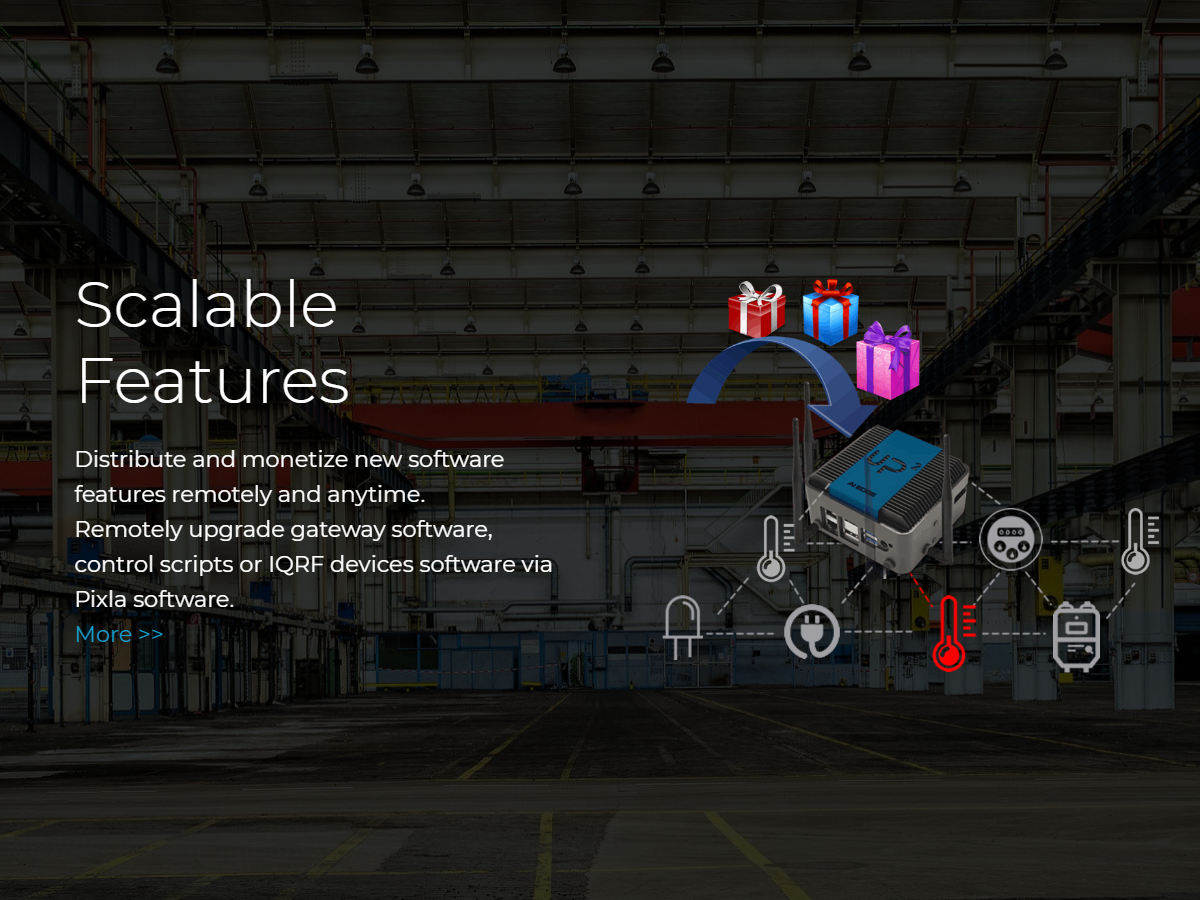 Scalable
Features
Distribute and monetize new software
features remotely and anytime.
Remotely upgrade gateway software,
control scripts or IQRF devices software via
Pixla software.
More >>
UP²